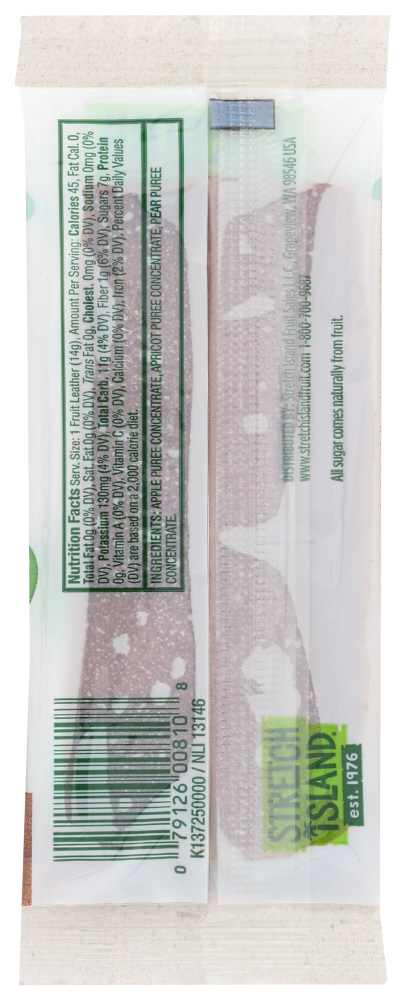 Nutrition Facts Serv. Size: 1 Fruit Leather (14g), Amount Per Serving: Calories 45, Fat Cal. 0,
Total Fat 0g (0% DV), Sat. Fat 0g (0% DV), Trans Fat 0g, Cholest. 0mg (0% DV), Sodium 0mg (0%
DV), Potassium 130mg (4% DV), Total Carb. 11g (4% DV), Fiber 1g (6% DV), Sugars 7g, Protein
0g, Vitamin A (0% DV), Vitamin C (0% DV), Calcium (0% DV), Iron (2% DV). Percent Daily Values
(DV) are based on a 2,000 calorie diet.
INGREDIENTS: APPLE PUREE CONCENTRATE, APRICOT PUREE CONCENTRATE, PEAR PUREE
CONCENTRATE.
0 79126 00810 8
K137250000 / NLI 13146
DISTRIBUTED BY: Stretch Island Fruit Sales L.L.C., Grapeview, WA 98546 USA
www.stretchislandfruit.com 1-800-700-9687
All sugar comes naturally from fruit.
STRETCH
ISLAND.
est. 1976